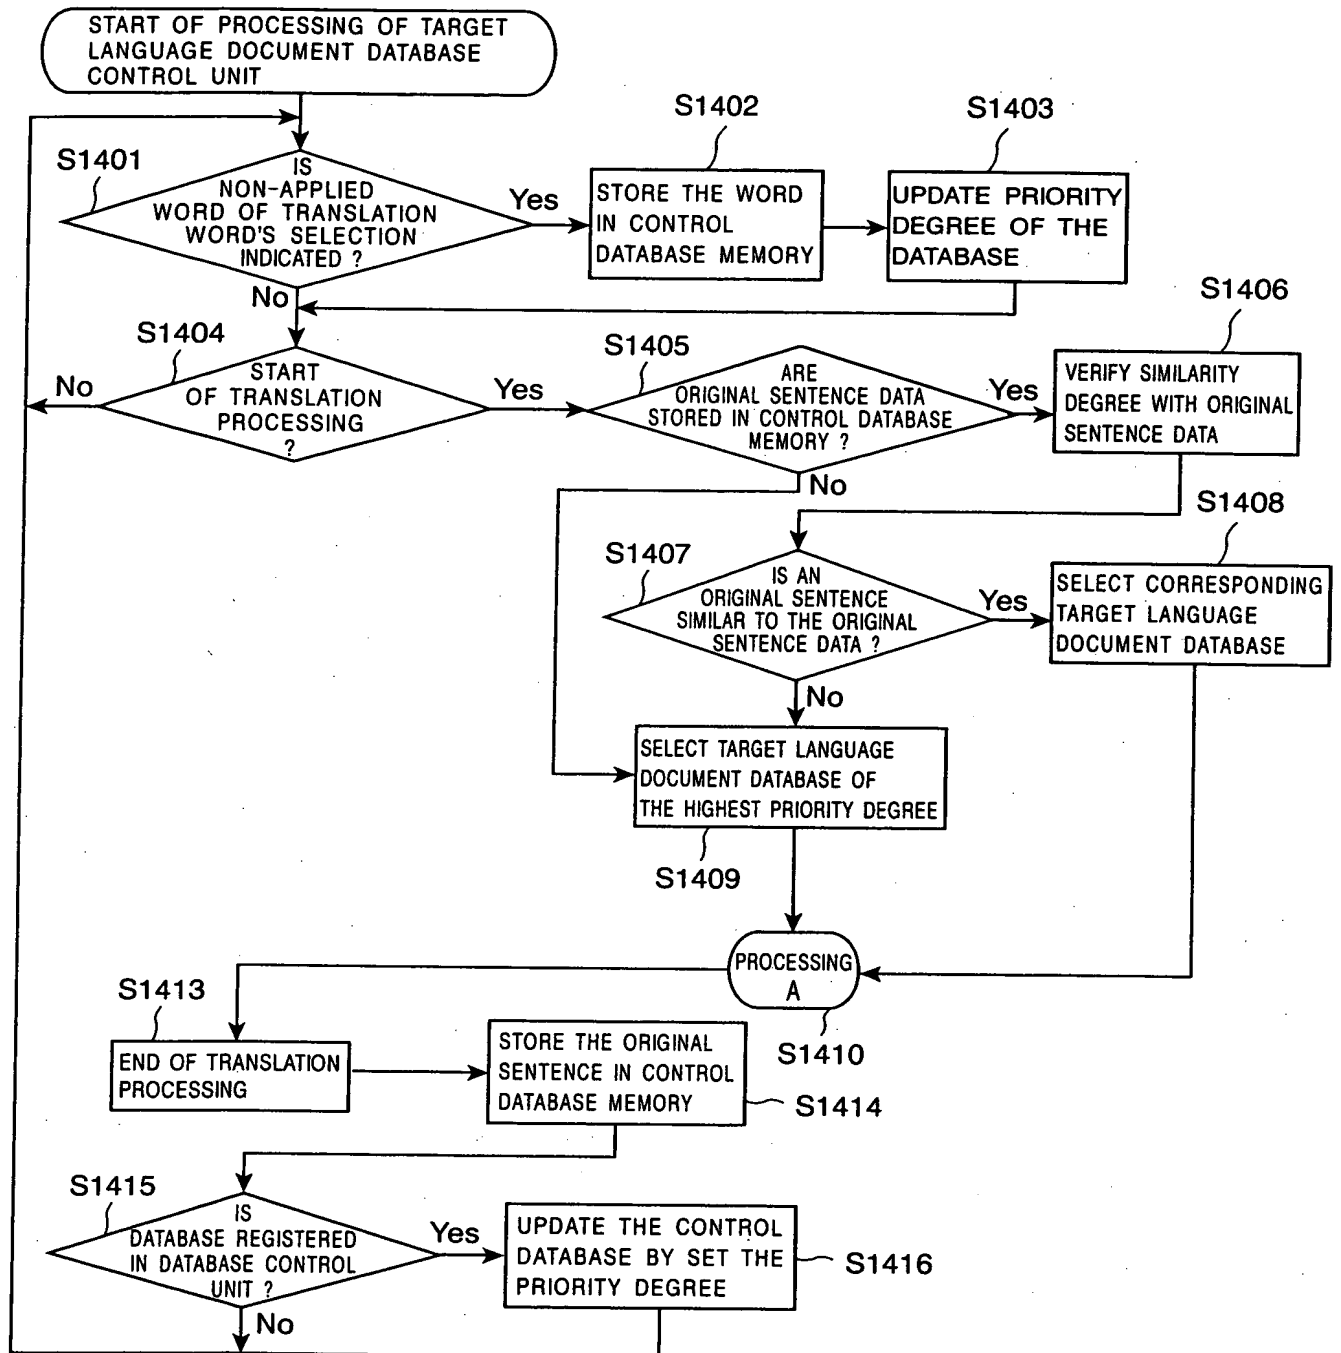 START OF PROCESSING OF TARGET
LANGUAGE DOCUMENT DATABASE
CONTROL UNIT
S1401
IS
NON-APPLIED
WORD OF TRANSLATION
WORD'S SELECTION
INDICATED ?
Yes
No
S1402
STORE THE WORD
IN CONTROL
DATABASE MEMORY
S1403
UPDATE PRIORITY
DEGREE OF THE
DATABASE
S1404
START
OF TRANSLATION
PROCESSING
?
No
Yes
S1405
ARE
ORIGINAL SENTENCE DATA
STORED IN CONTROL DATABASE
MEMORY ?
Yes
No
S1406
VERIFY SIMILARITY
DEGREE WITH ORIGINAL
SENTENCE DATA
S1407
IS AN
ORIGINAL SENTENCE
SIMILAR TO THE ORIGINAL
SENTENCE DATA ?
Yes
No
S1408
SELECT CORRESPONDING
TARGET LANGUAGE
DOCUMENT DATABASE
SELECT TARGET LANGUAGE
DOCUMENT DATABASE OF
THE HIGHEST PRIORITY DEGREE
S1409
PROCESSING
A
S1410
S1413
END OF TRANSLATION
PROCESSING
STORE THE ORIGINAL
SENTENCE IN CONTROL
DATABASE MEMORY
S1414
S1415
IS
DATABASE REGISTERED
IN DATABASE CONTROL
UNIT ?
Yes
No
UPDATE THE CONTROL
DATABASE BY SET THE
PRIORITY DEGREE
S1416